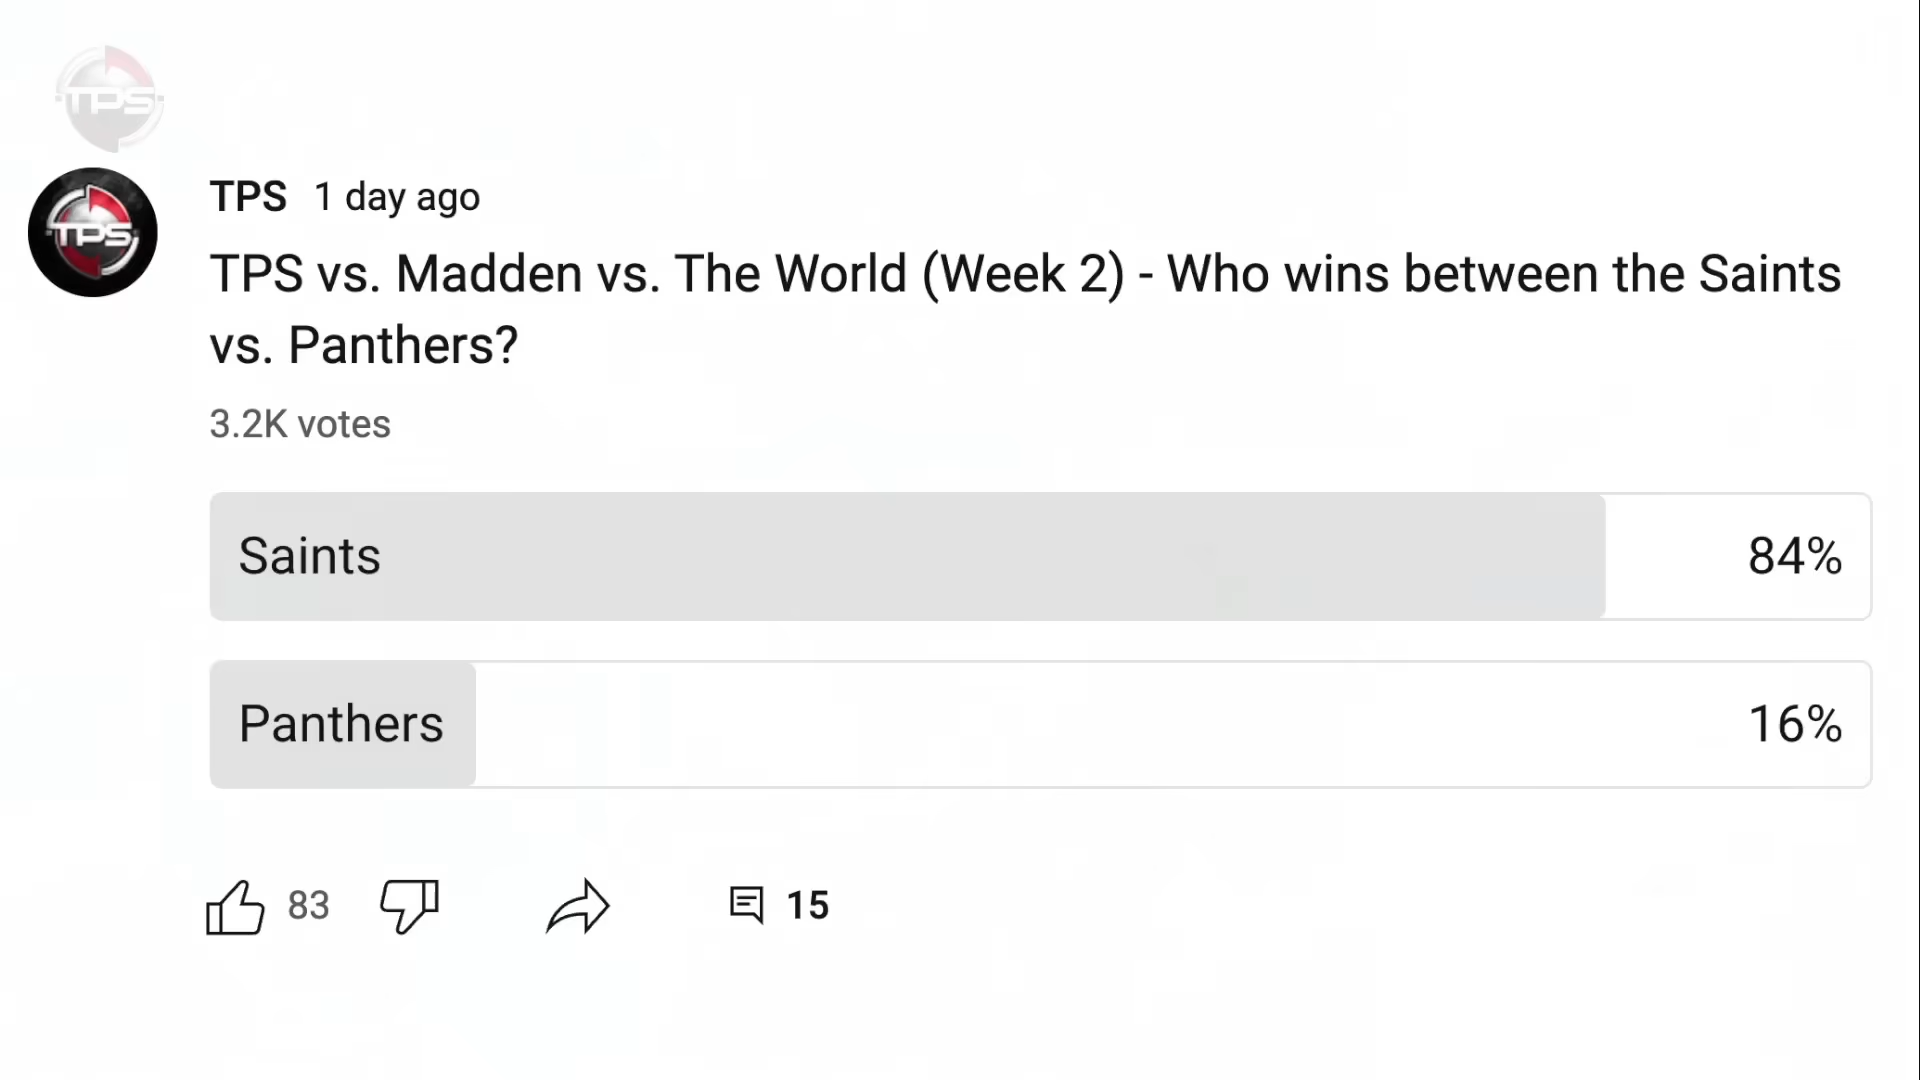 TPS
TPS
TPS 1 day ago
TPS vs. Madden vs. The World (Week 2) - Who wins between the Saints
vs. Panthers?
3.2K votes
Saints 84%
Panthers 16%
83 15